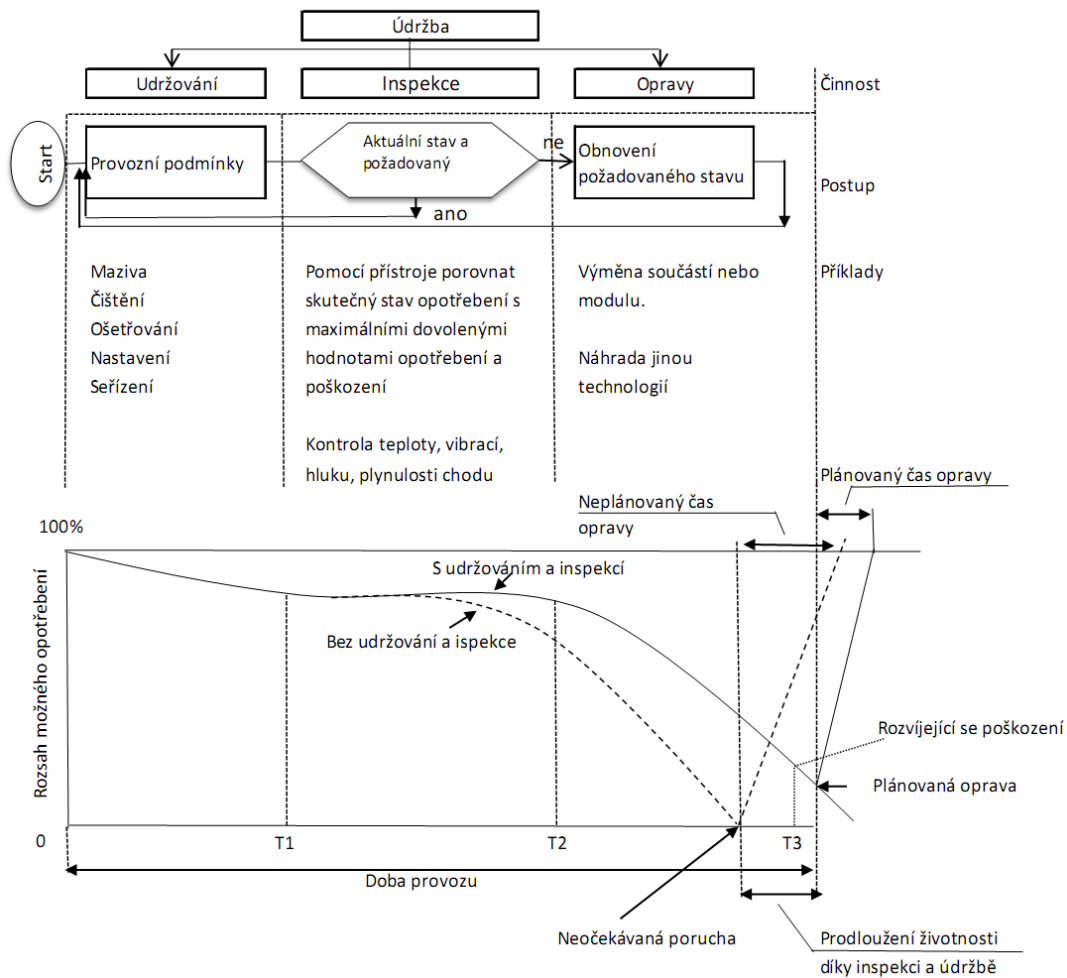 Údržba
Udržování
Inspekce
Opravy
Činnost
Start
Provozní podmínky
Aktuální stav a
požadovaný
ne
Obnovení
požadovaného stavu
Postup
ano
Maziva
Čištění
Ošetřování
Nastavení
Seřízení
Pomocí přístroje porovnat
skutečný stav opotřebení s
maximálními dovolenými
hodnotami opotřebení a
poškození
Kontrola teploty, vibrací,
hluku, plynulosti chodu
Výměna součástí nebo
modulu.
Náhrada jinou
technologií
Příklady
Plánovaný čas opravy
Neplánovaný čas
opravy
100%
S udržováním a inspekcí
Bez udržování a ispekce
Rozsah možného opotřebení
Rozvíjející se poškození
Plánovaná oprava
0
T1
T2
T3
Doba provozu
Neočekávaná porucha
Prodloužení životnosti
díky inspekci a údržbě